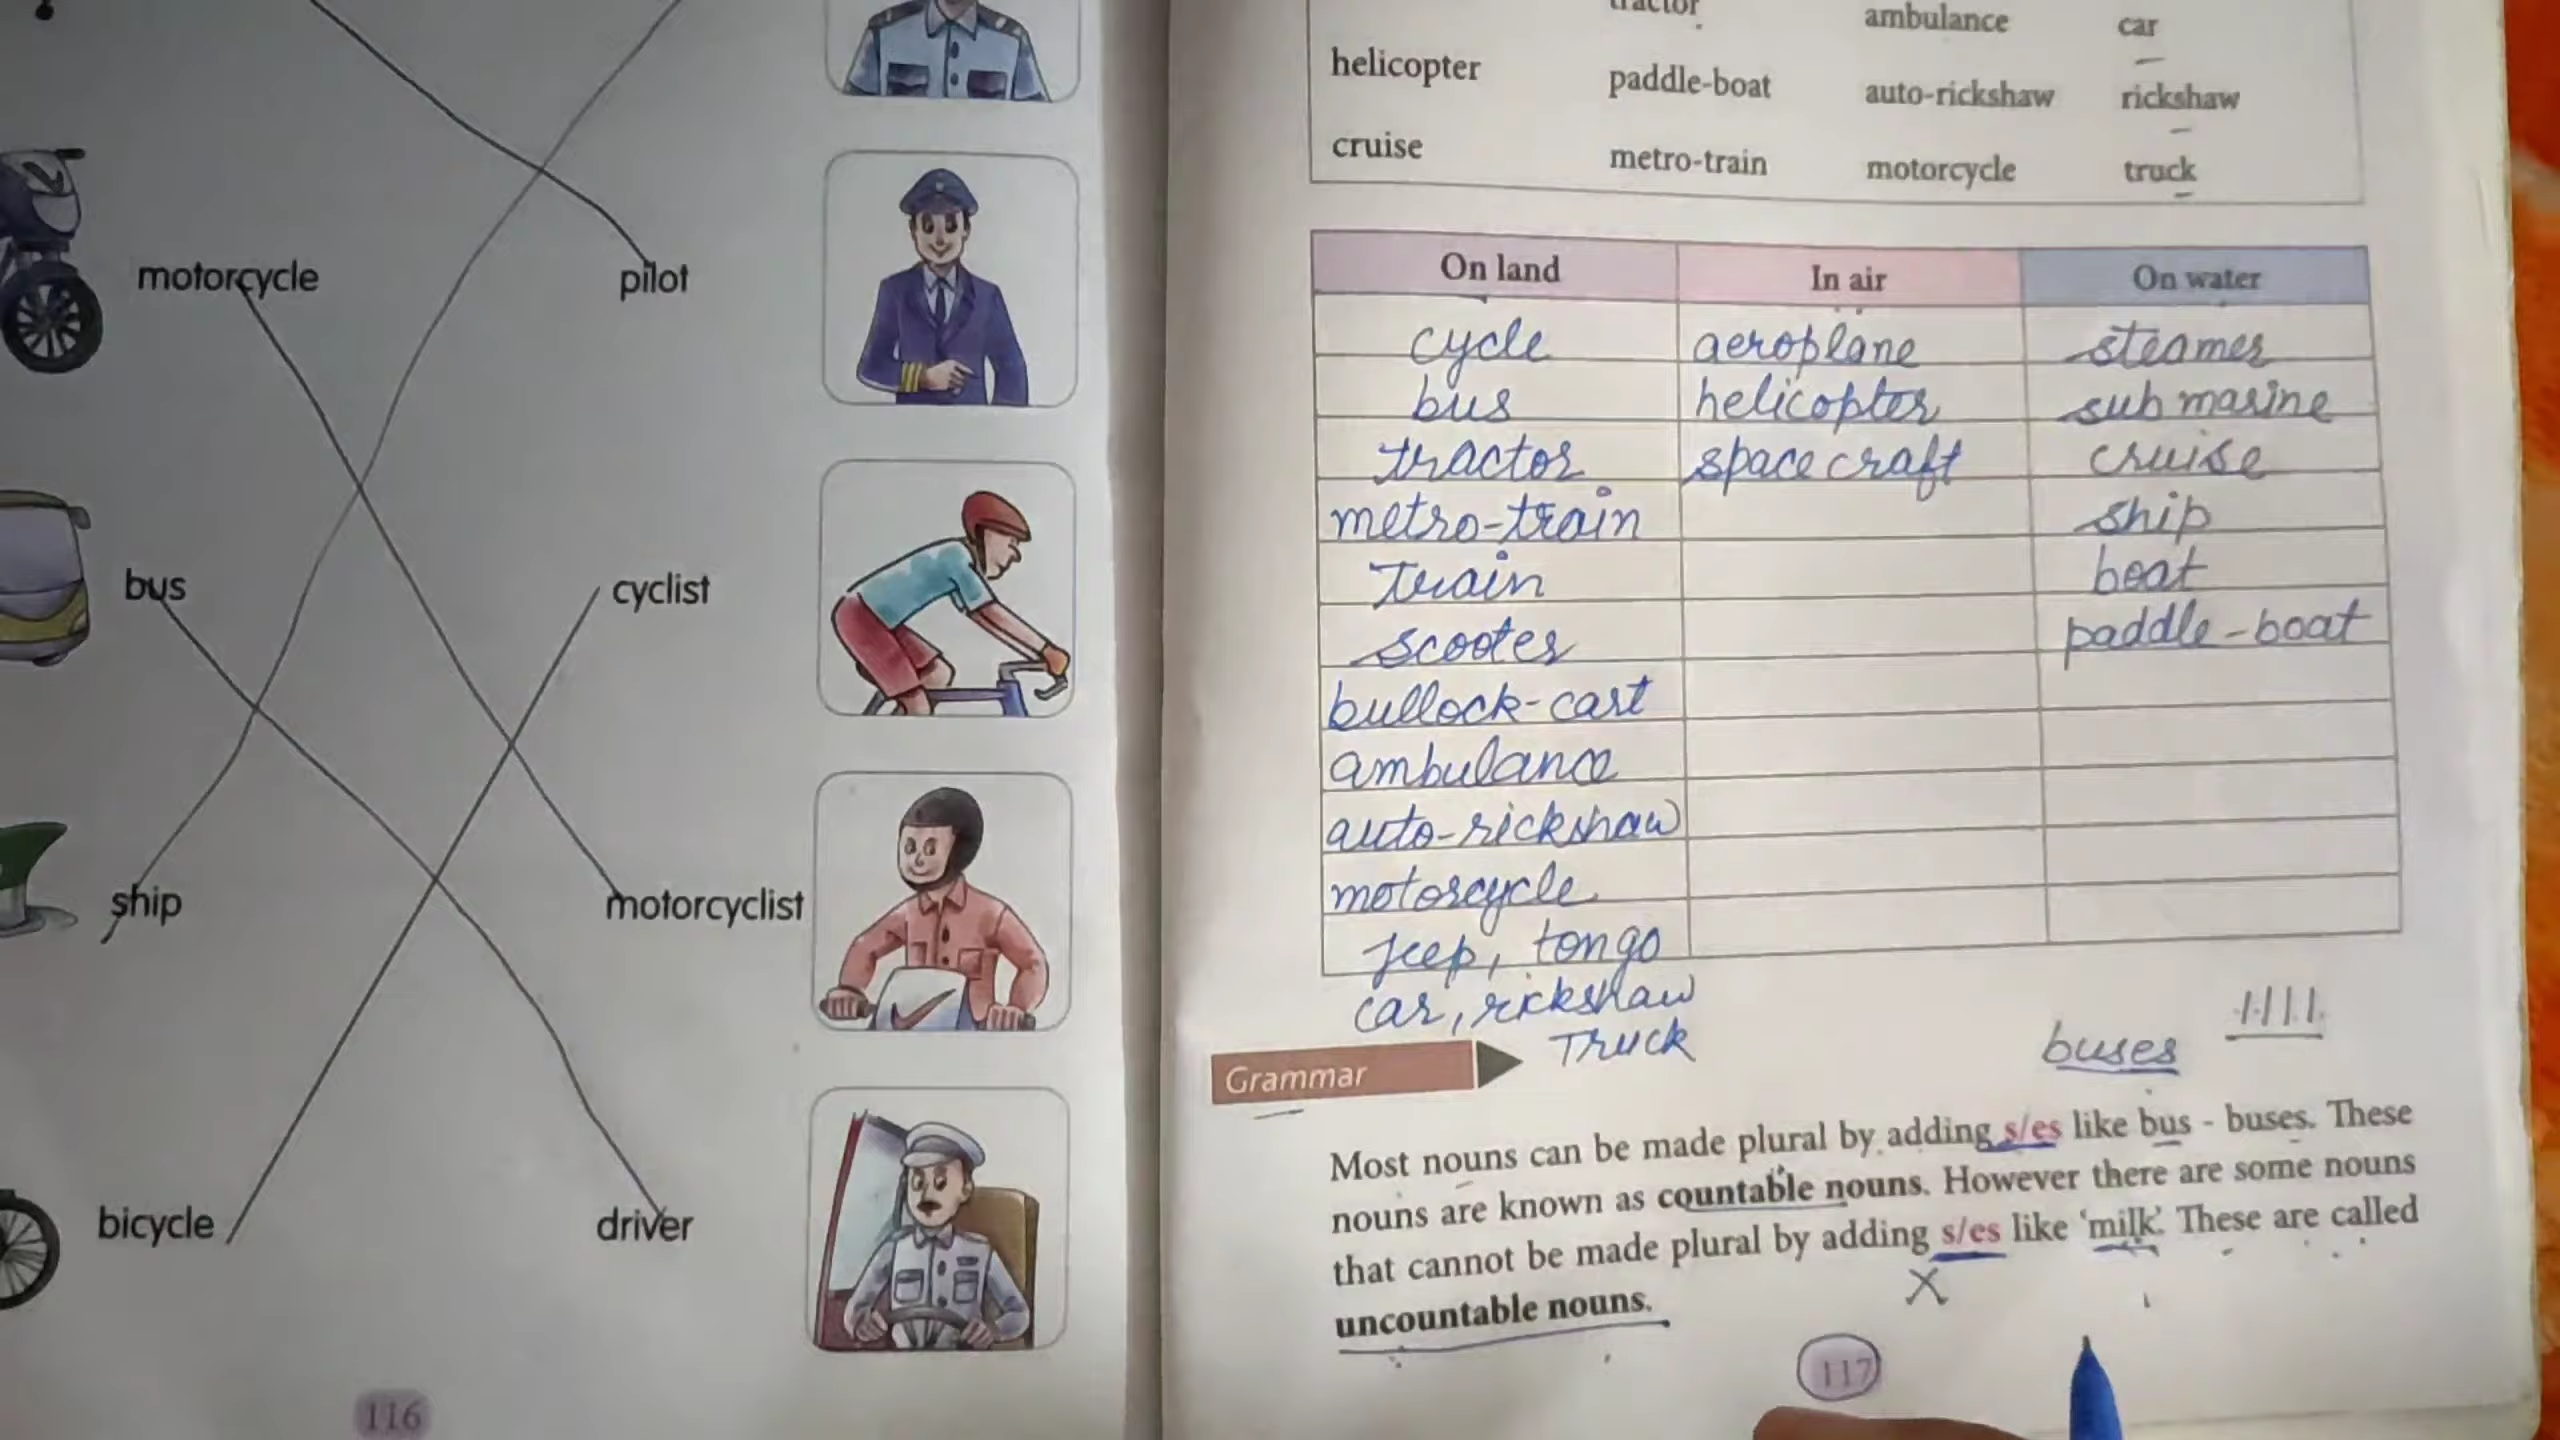 motorcycle
pilot
bus
cyclist
ship
motorcyclist
bicycle
driver
116
tractor ambulance car
helicopter paddle-boat auto-rickshaw rickshaw
cruise metro-train motorcycle truck
On land In air On water
cycle aeroplane steamer
bus helicopter submarine
tractor space craft cruise
metro-train ship
Train boat
scooter paddle-boat
bullock-cart
ambulance
auto-rickshaw
motorcycle
Jeep, tongo
car, rickshaw
Truck
buses
Grammar
Most nouns can be made plural by adding s/es like bus - buses. These
nouns are known as countable nouns. However there are some nouns
that cannot be made plural by adding s/es like ‘milk’. These are called
uncountable nouns.
X
117